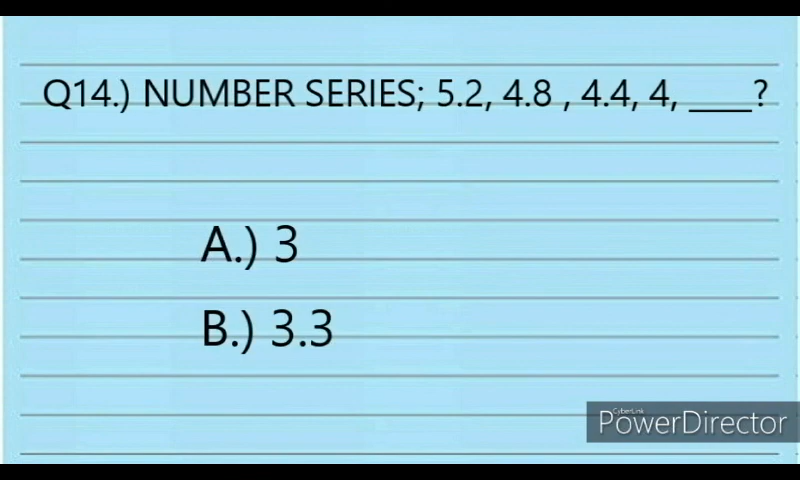 Q14.) NUMBER SERIES; 5.2, 4.8 , 4.4, 4, ____?
A.) 3
B.) 3.3
CyberLink
PowerDirector